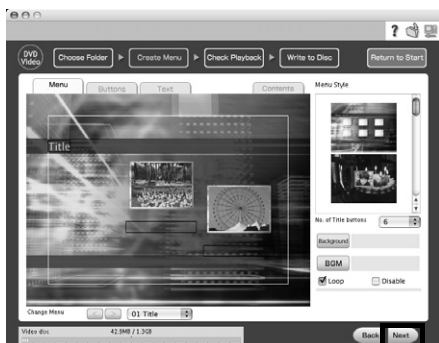 ?
DVD Video
Choose Folder
Create Menu
Check Playback
Write to Disc
Return to Start
Menu
Buttons
Text
Contents
Menu Style
Title
No. of Title buttons
6
Background
BGM
Loop
Disable
Change Menu
01 Title
Video disc
42.9MB / 1.3GB
Back
Next